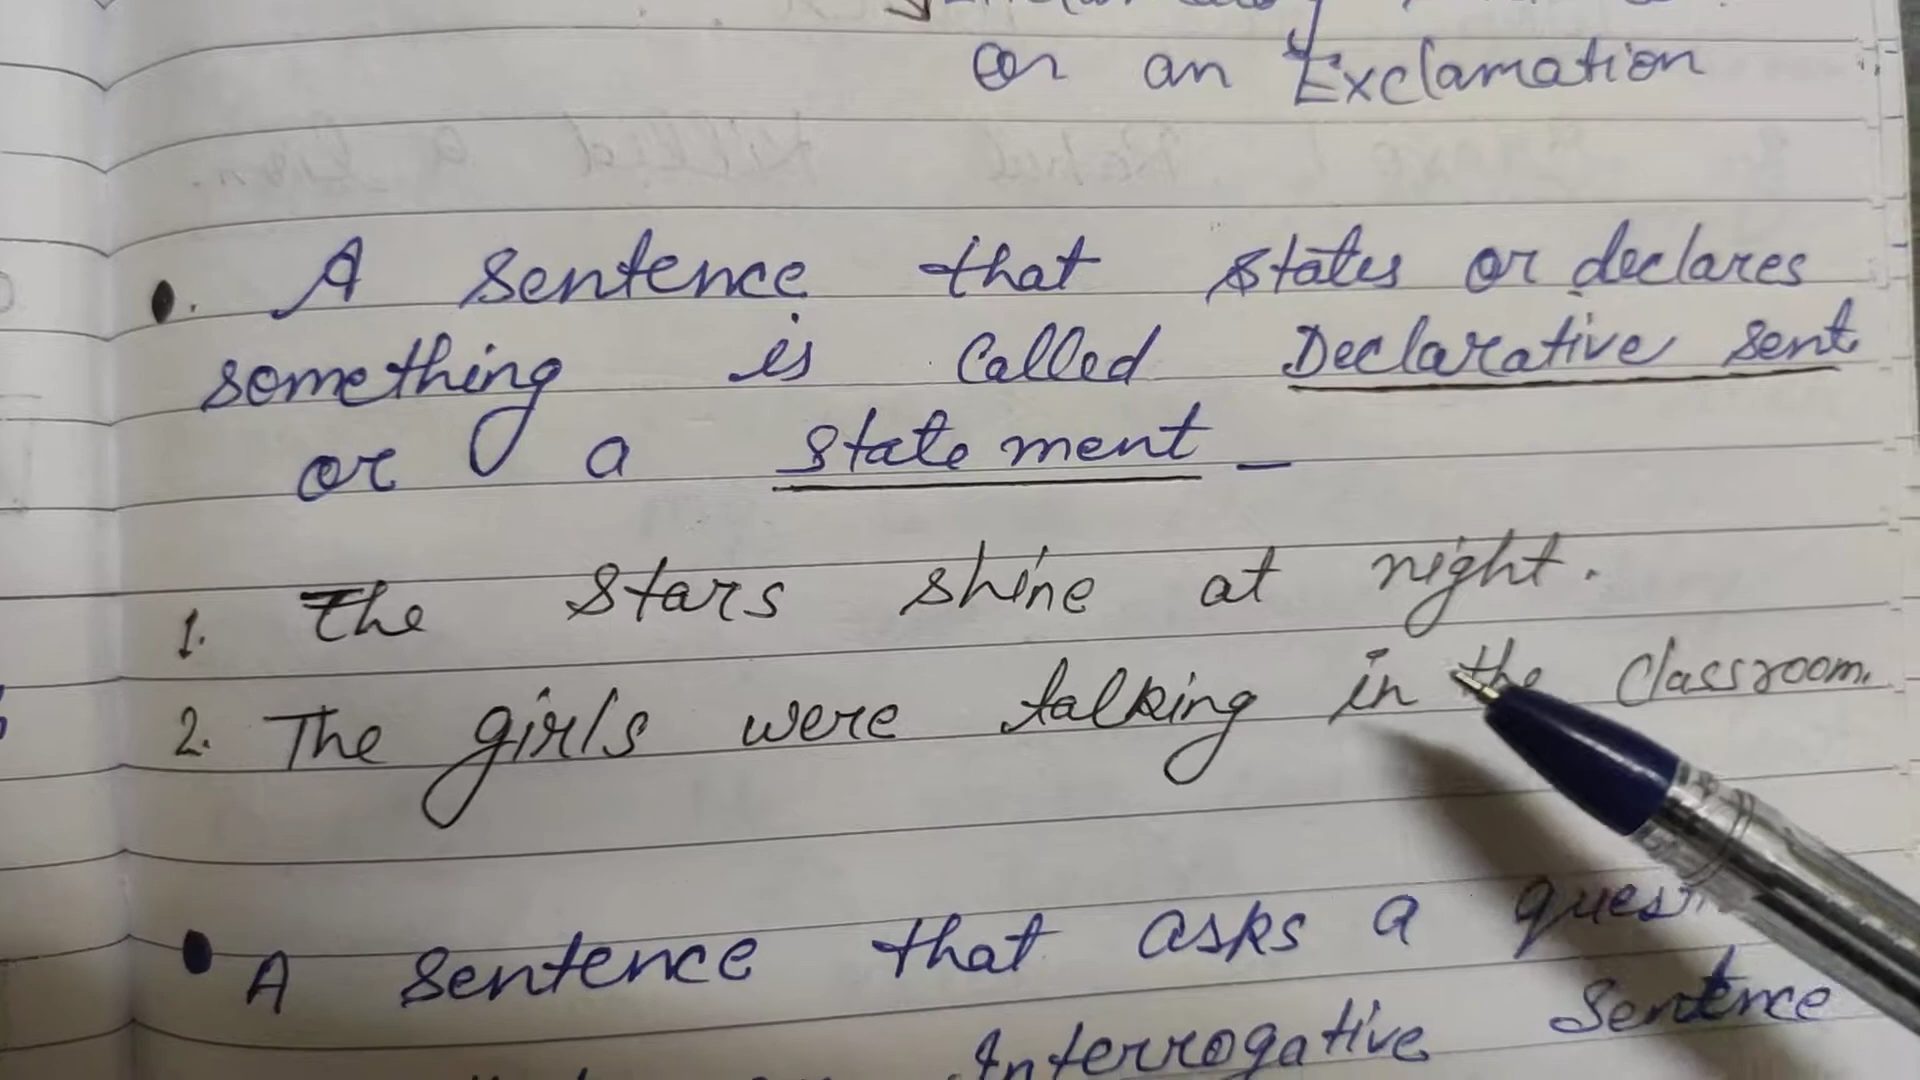 or an Exclamation
A sentence that states or declares
something is called Declarative sent.
or a statement –
1. The stars shine at night.
2. The girls were talking in the classroom.
A sentence that asks a
Interrogative Sentence